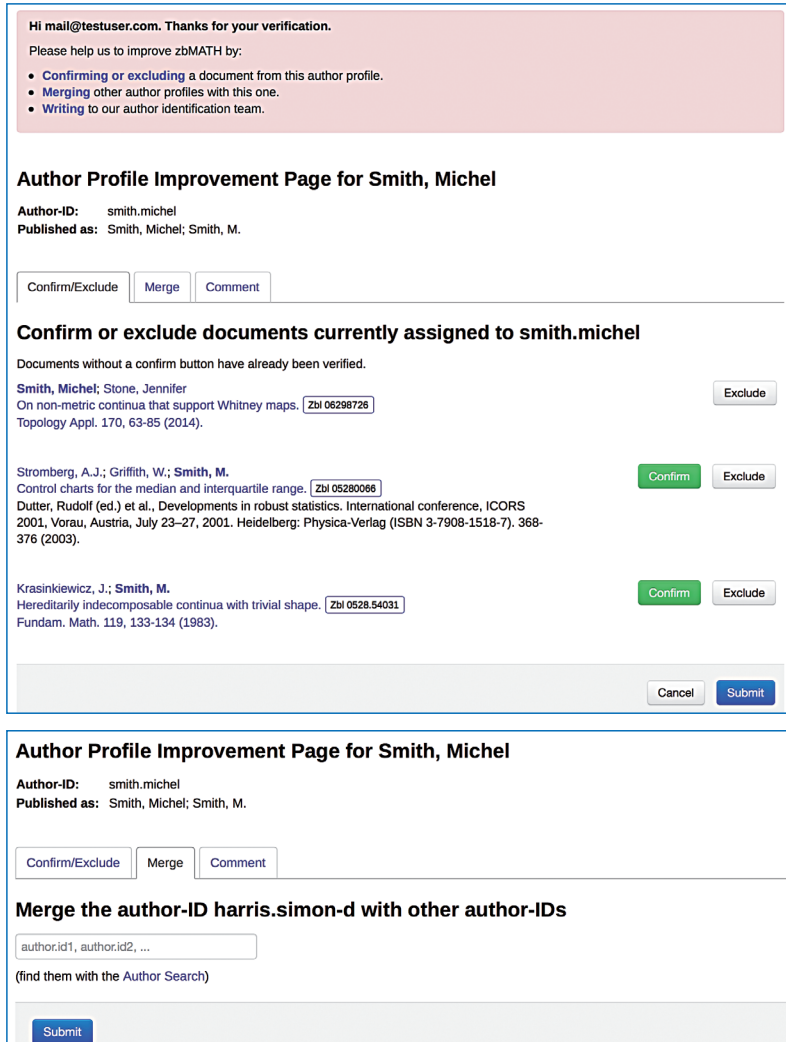 Hi mail@testuser.com. Thanks for your verification.
Please help us to improve zbMATH by:
• Confirming or excluding a document from this author profile.
• Merging other author profiles with this one.
• Writing to our author identification team.
Author Profile Improvement Page for Smith, Michel
Author-ID: smith.michel
Published as: Smith, Michel; Smith, M.
Confirm/Exclude Merge Comment
Confirm or exclude documents currently assigned to smith.michel
Documents without a confirm button have already been verified.
Smith, Michel; Stone, Jennifer Exclude
On non-metric continua that support Whitney maps. Zbl 06298726
Topology Appl. 170, 63-85 (2014).
Stromberg, A.J.; Griffith, W.; Smith, M. Confirm Exclude
Control charts for the median and interquartile range. Zbl 05280066
Dutter, Rudolf (ed.) et al., Developments in robust statistics. International conference, ICORS
2001, Vorau, Austria, July 23–27, 2001. Heidelberg: Physica-Verlag (ISBN 3-7908-1518-7). 368-
376 (2003).
Krasinkiewicz, J.; Smith, M. Confirm Exclude
Hereditarily indecomposable continua with trivial shape. Zbl 0528.54031
Fundam. Math. 119, 133-134 (1983).
Cancel Submit
Author Profile Improvement Page for Smith, Michel
Author-ID: smith.michel
Published as: Smith, Michel; Smith, M.
Confirm/Exclude Merge Comment
Merge the author-ID harris.simon-d with other author-IDs
author.id1, author.id2, ...
(find them with the Author Search)
Submit